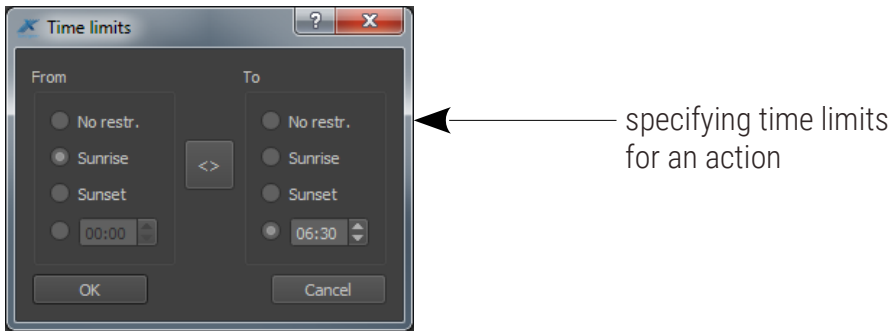 Time limits
?
x
From
To
No restr.
No restr.
<>
Sunrise
Sunrise
Sunset
Sunset
00:00
06:30
OK
Cancel
specifying time limits
for an action